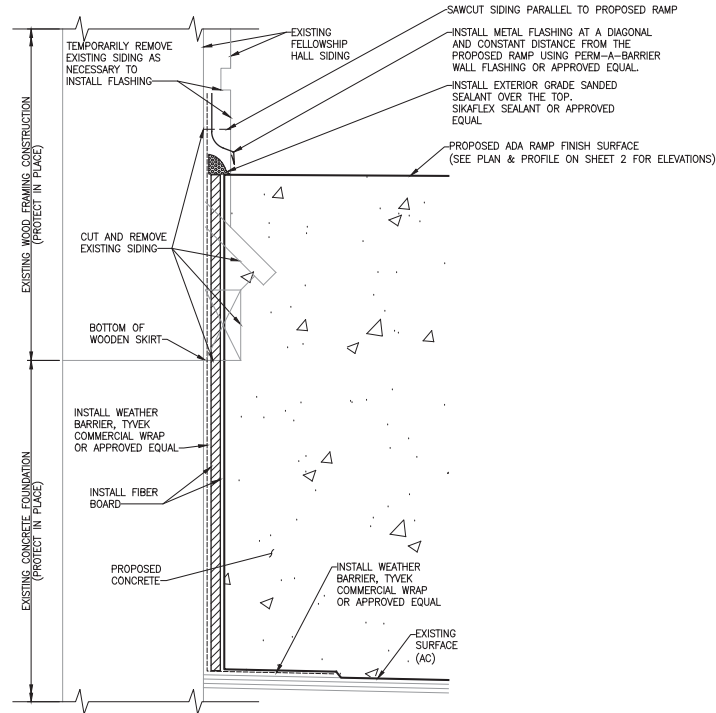 SAWCUT SIDING PARALLEL TO PROPOSED RAMP
EXISTING
FELLOWSHIP
HALL SIDING
INSTALL METAL FLASHING AT A DIAGONAL
AND CONSTANT DISTANCE FROM THE
PROPOSED RAMP USING PERM-A-BARRIER
WALL FLASHING OR APPROVED EQUAL.
TEMPORARILY REMOVE
EXISTING SIDING AS
NECESSARY TO
INSTALL FLASHING
INSTALL EXTERIOR GRADE SANDED
SEALANT OVER THE TOP.
SIKAFLEX SEALANT OR APPROVED
EQUAL
PROPOSED ADA RAMP FINISH SURFACE
(SEE PLAN & PROFILE ON SHEET 2 FOR ELEVATIONS)
EXISTING WOOD FRAMING CONSTRUCTION
(PROTECT IN PLACE)
CUT AND REMOVE
EXISTING SIDING
BOTTOM OF
WOODEN SKIRT
INSTALL WEATHER
BARRIER, TYVEK
COMMERCIAL WRAP
OR APPROVED EQUAL
INSTALL FIBER
BOARD
EXISTING CONCRETE FOUNDATION
(PROTECT IN PLACE)
PROPOSED
CONCRETE
INSTALL WEATHER
BARRIER, TYVEK
COMMERCIAL WRAP
OR APPROVED EQUAL
EXISTING
SURFACE
(AC)